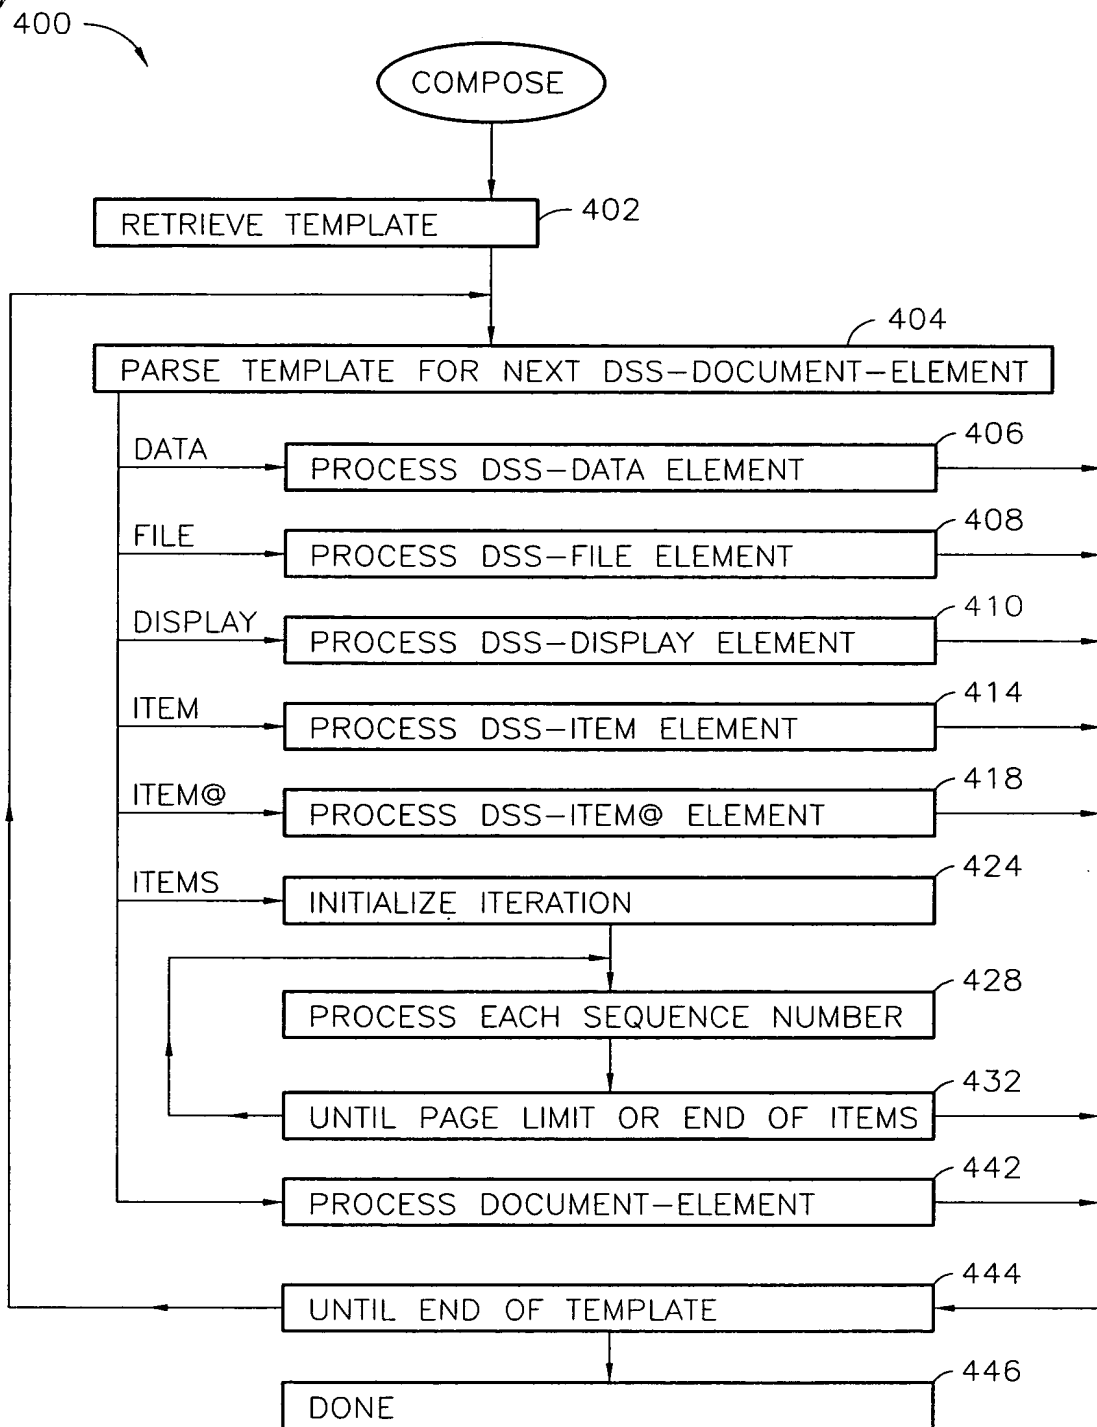 400
COMPOSE
RETRIEVE TEMPLATE
402
404
PARSE TEMPLATE FOR NEXT DSS-DOCUMENT-ELEMENT
DATA
PROCESS DSS-DATA ELEMENT
406
FILE
PROCESS DSS-FILE ELEMENT
408
DISPLAY
PROCESS DSS-DISPLAY ELEMENT
410
ITEM
PROCESS DSS-ITEM ELEMENT
414
ITEM@
PROCESS DSS-ITEM@ ELEMENT
418
ITEMS
INITIALIZE ITERATION
424
PROCESS EACH SEQUENCE NUMBER
428
UNTIL PAGE LIMIT OR END OF ITEMS
432
PROCESS DOCUMENT-ELEMENT
442
UNTIL END OF TEMPLATE
444
DONE
446